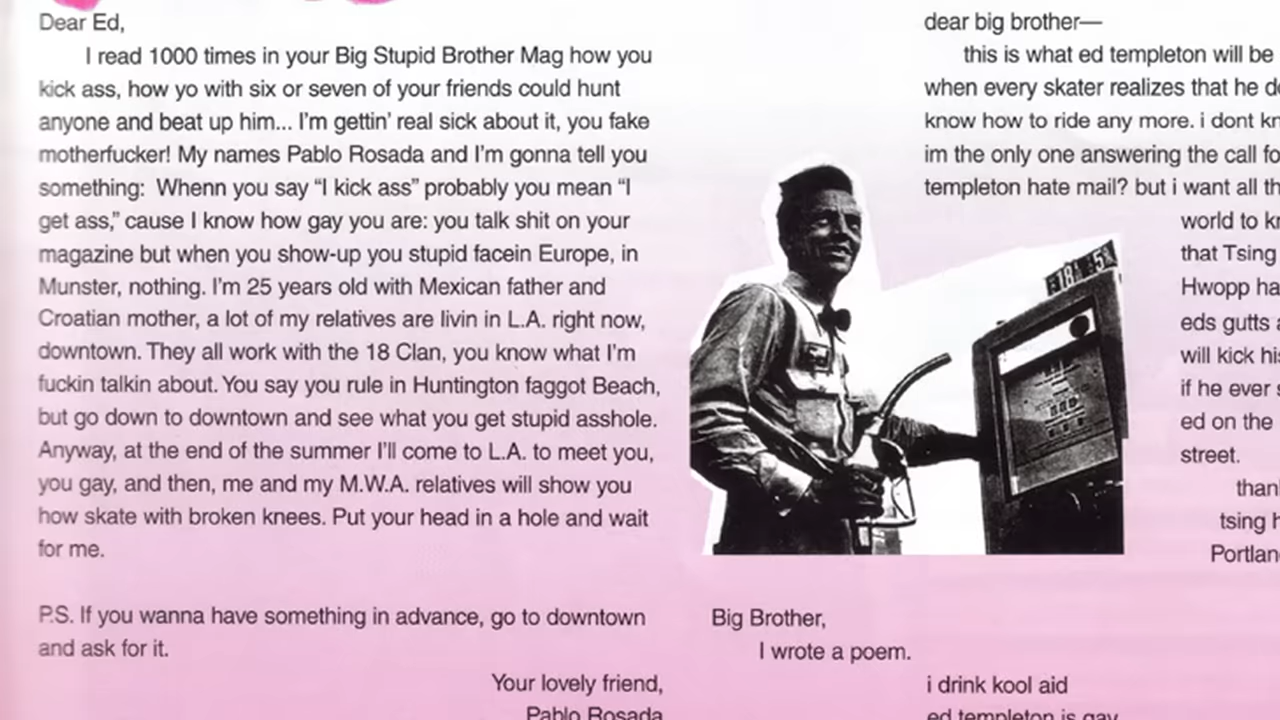 Dear Ed,
I read 1000 times in your Big Stupid Brother Mag how you
kick ass, how yo with six or seven of your friends could hunt
anyone and beat up him... I'm gettin' real sick about it, you fake
motherfucker! My names Pablo Rosada and I'm gonna tell you
something:  Whenn you say “I kick ass” probably you mean “I
get ass,” cause I know how gay you are: you talk shit on your
magazine but when you show-up you stupid facein Europe, in
Munster, nothing. I'm 25 years old with Mexican father and
Croatian mother, a lot of my relatives are livin in L.A. right now,
downtown. They all work with the 18 Clan, you know what I'm
fuckin talkin about. You say you rule in Huntington faggot Beach,
but go down to downtown and see what you get stupid asshole.
Anyway, at the end of the summer I'll come to L.A. to meet you,
you gay, and then, me and my M.W.A. relatives will show you
how skate with broken knees. Put your head in a hole and wait
for me.
P.S. If you wanna have something in advance, go to downtown
and ask for it.
Your lovely friend,
Pablo Rosada
dear big brother—
this is what ed templeton will be
when every skater realizes that he
know how to ride any more. i dont
im the only one answering the call
templeton hate mail? but i want all
world to
that Tsing
Hwopp
eds gutts
will kick
if he ever
ed on the
street.
tsing
18 5
Big Brother,
I wrote a poem.
i drink kool aid
ed templeton is gay